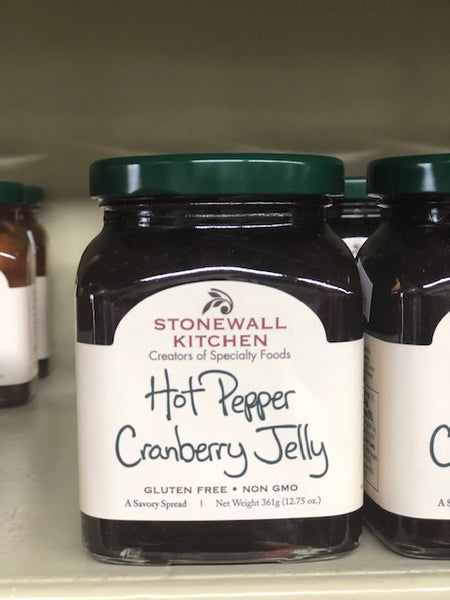 STONEWALL
KITCHEN
Creators of Specialty Foods
Hot Pepper
Cranberry Jelly
GLUTEN FREE • NON GMO
A Savory Spread | Net Weight 361g (12.75 oz.)
C
A S